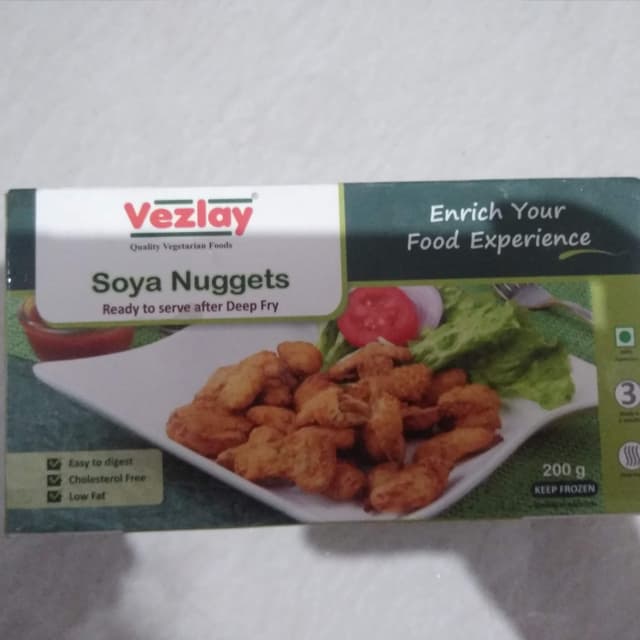 Vezlay®
Quality Vegetarian Foods
Soya Nuggets
Ready to serve after Deep Fry
Enrich Your
Food Experience
Easy to digest
Cholesterol Free
Low Fat
3
200 g
KEEP FROZEN